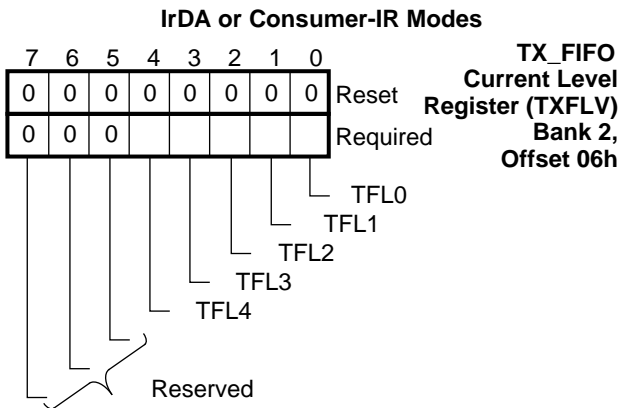 IrDA or Consumer-IR Modes
7 6 5 4 3 2 1 0
TX_FIFO
Current Level
Register (TXFLV)
Bank 2,
Offset 06h
0 0 0 0 0 0 0 0 Reset
0 0 0 Required
TFL0
TFL1
TFL2
TFL3
TFL4
Reserved